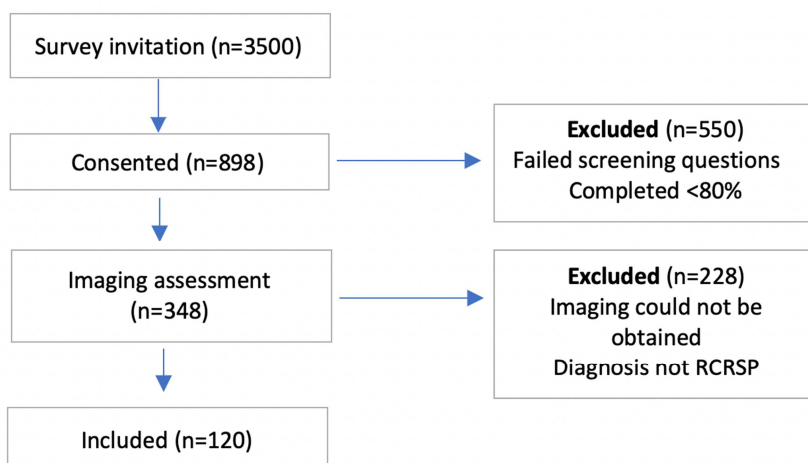 Survey invitation (n=3500)
Consented (n=898)
Excluded (n=550)
Failed screening questions
Completed <80%
Imaging assessment
(n=348)
Excluded (n=228)
Imaging could not be
obtained
Diagnosis not RCRSP
Included (n=120)